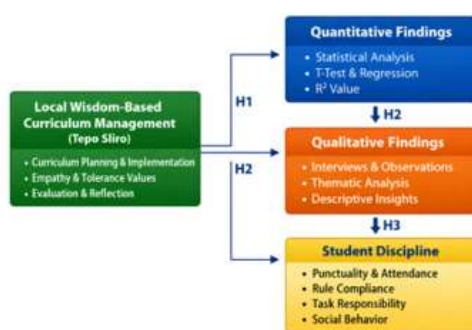 Local Wisdom-Based
Curriculum Management
(Tepo Sliro)
• Curriculum Planning & Implementation
• Empathy & Tolerance Values
• Evaluation & Reflection
H1
H2
Quantitative Findings
• Statistical Analysis
• T-Test & Regression
• R² Value
H2
Qualitative Findings
• Interviews & Observations
• Thematic Analysis
• Descriptive Insights
H3
Student Discipline
• Punctuality & Attendance
• Rule Compliance
• Task Responsibility
• Social Behavior